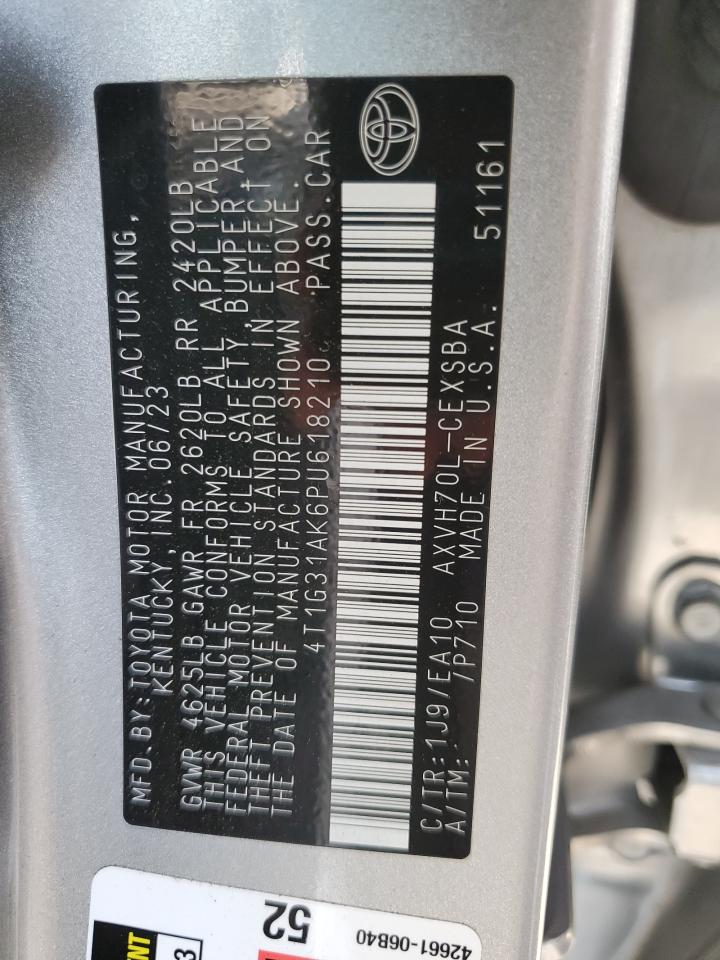 MFD.BY:TOYOTA MOTOR MANUFACTURING,
KENTUCKY, INC. 06/23
GVWR 4625LB GAWR FR 2620LB RR 2420LB
THIS VEHICLE CONFORMS TO ALL APPLICABLE
FEDERAL MOTOR VEHICLE SAFETY, BUMPER, AND
THEFT PREVENTION STANDARDS IN EFFECT ON
THE DATE OF MANUFACTURE SHOWN ABOVE.
4T1G31AK6PU618210 PASS.CAR
C/TR:1J9/EA10 AXVH70L-CEXSBA
A/TM: /P710 MADE IN U.S.A. 51161
52
42661-06B40
3